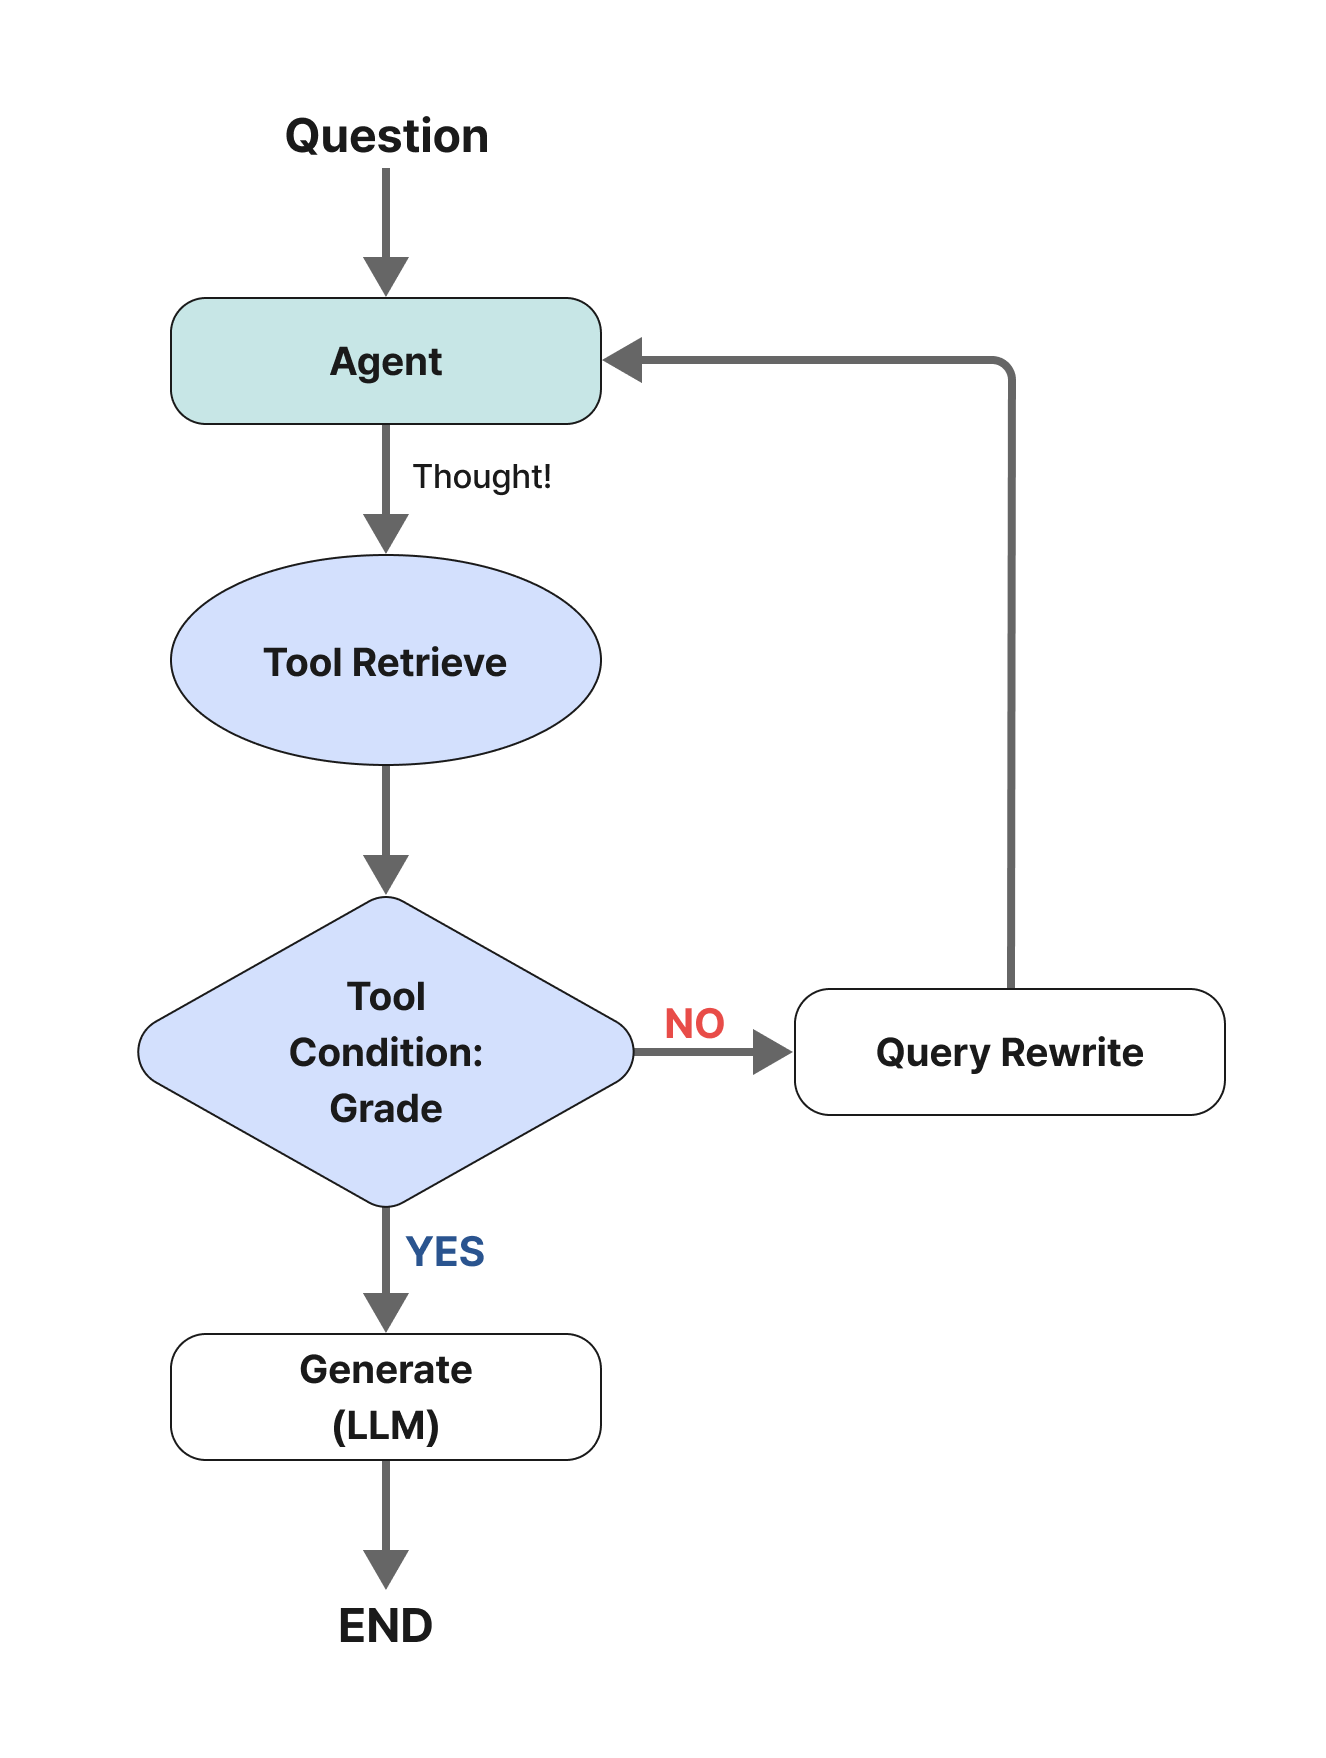 Question
Agent
Thought!
Tool Retrieve
Tool
Condition:
Grade
NO
Query Rewrite
YES
Generate
(LLM)
END